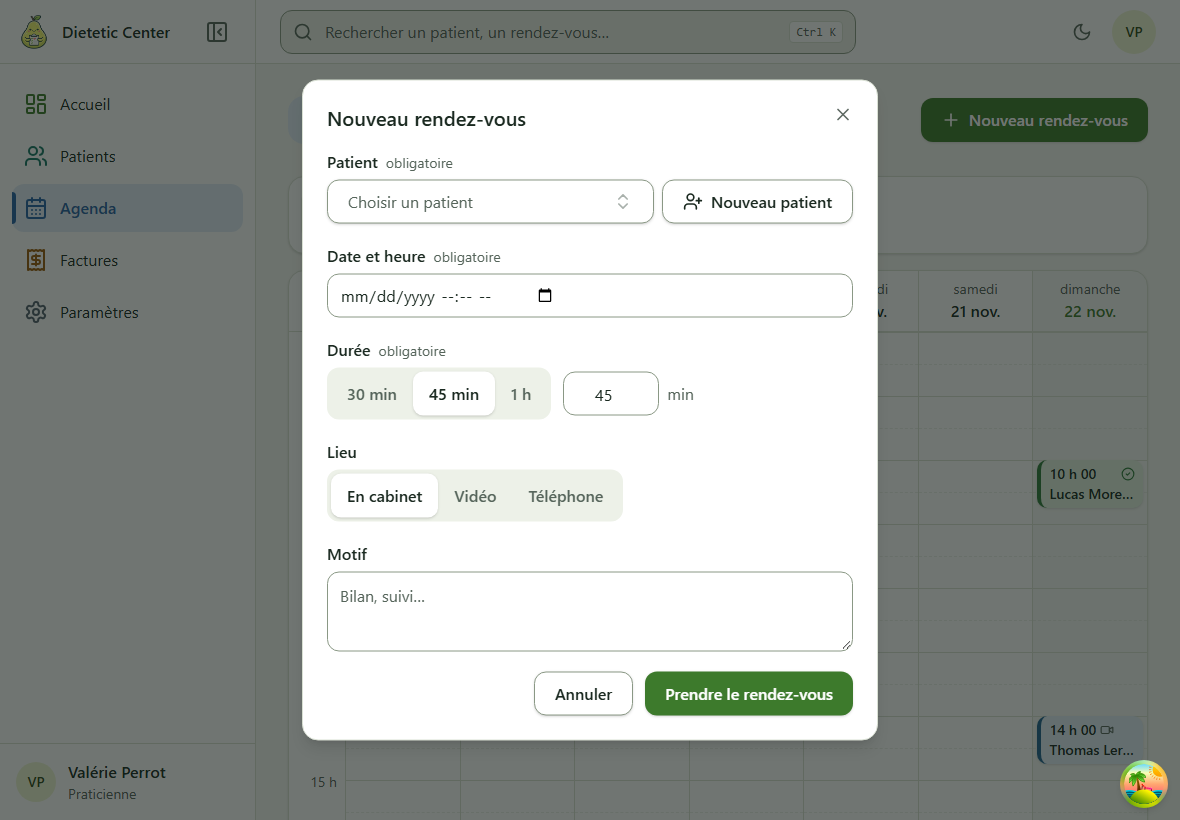 Dietetic Center
Rechercher un patient, un rendez-vous...
Ctrl K
VP
Accueil
Patients
Agenda
Factures
Paramètres
Nouveau rendez-vous
Nouveau rendez-vous
Patient obligatoire
Choisir un patient
Nouveau patient
Date et heure obligatoire
mm/dd/yyyy --:-- --
Durée obligatoire
30 min 45 min 1 h 45 min
Lieu
En cabinet Vidéo Téléphone
Motif
Bilan, suivi...
Annuler Prendre le rendez-vous
samedi
21 nov.
dimanche
22 nov.
10 h 00
Lucas More...
14 h 00
Thomas Ler...
15 h
VP
Valérie Perrot
Praticienne